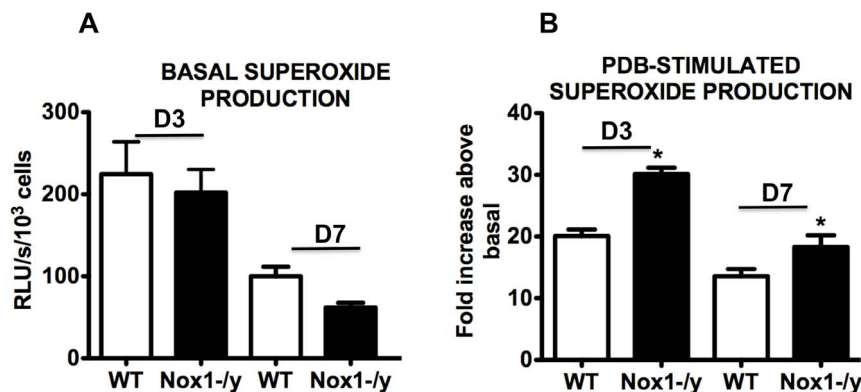 A
BASAL SUPEROXIDE
PRODUCTION
RLU/s/10³ cells
300
200
100
0
D3
D7
WT Nox1-/y WT Nox1-/y
B
PDB-STIMULATED
SUPEROXIDE PRODUCTION
Fold increase above
basal
40
30
20
10
0
D3
*
D7
*
WT Nox1-/y WT Nox1-/y